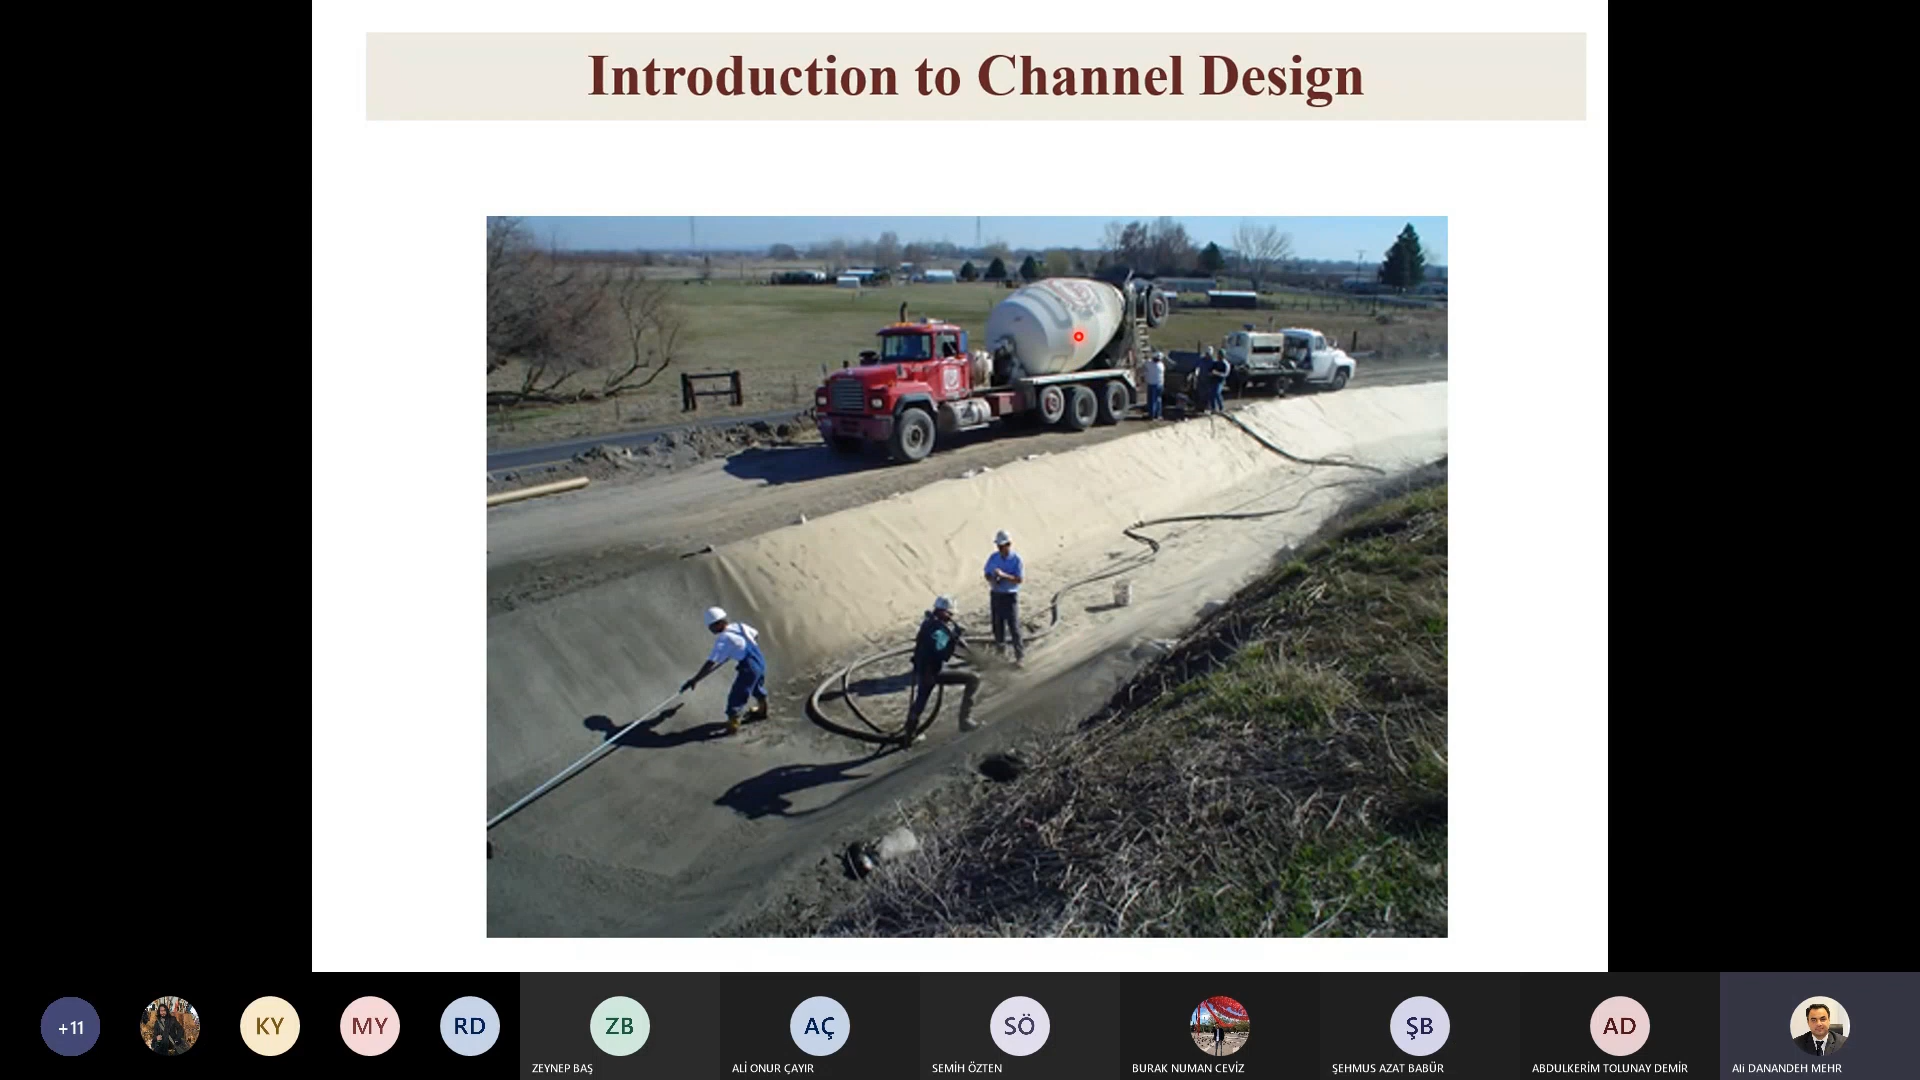 Introduction to Channel Design
+11
KY
MY
RD
ZB
AÇ
SÖ
ŞB
AD
ZEYNEP BAŞ
ALİ ONUR ÇAYIR
SEMİH ÖZTEN
BURAK NUMAN CEVİZ
ŞEHMUS AZAT BABÜR
ABDULKERİM TOLUNAY DEMİR
Ali DANANDEH MEHR